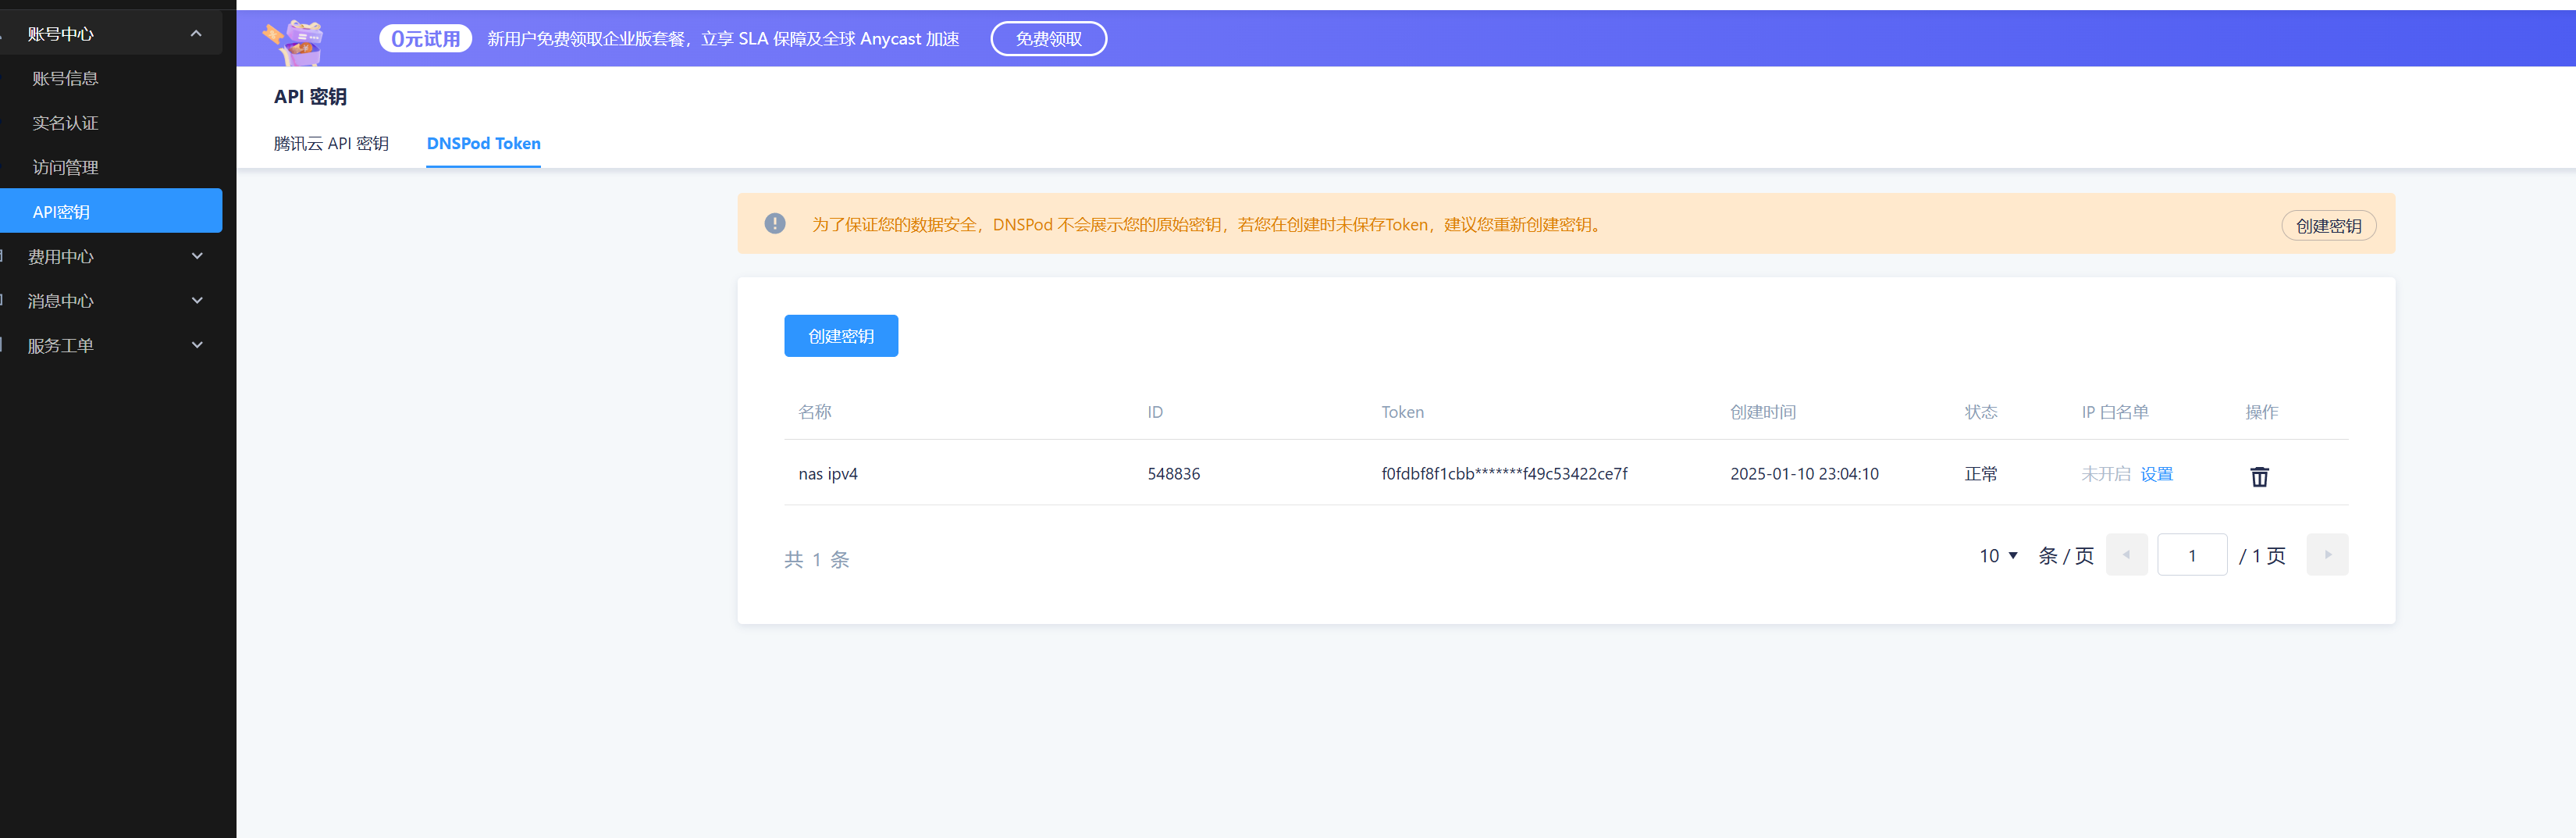 账号中心
账号信息
实名认证
访问管理
API密钥
费用中心
消息中心
服务工单
0元试用 新用户免费领取企业版套餐，立享 SLA 保障及全球 Anycast 加速 免费领取
API 密钥
腾讯云 API 密钥 DNSPod Token
为了保证您的数据安全，DNSPod 不会展示您的原始密钥，若您在创建时未保存Token，建议您重新创建密钥。 创建密钥
创建密钥
名称 ID Token 创建时间 状态 IP 白名单 操作
nas ipv4 548836 f0fdbf8f1cbb*******f49c53422ce7f 2025-01-10 23:04:10 正常 未开启 设置
共 1 条 10 条 / 页 1 / 1 页